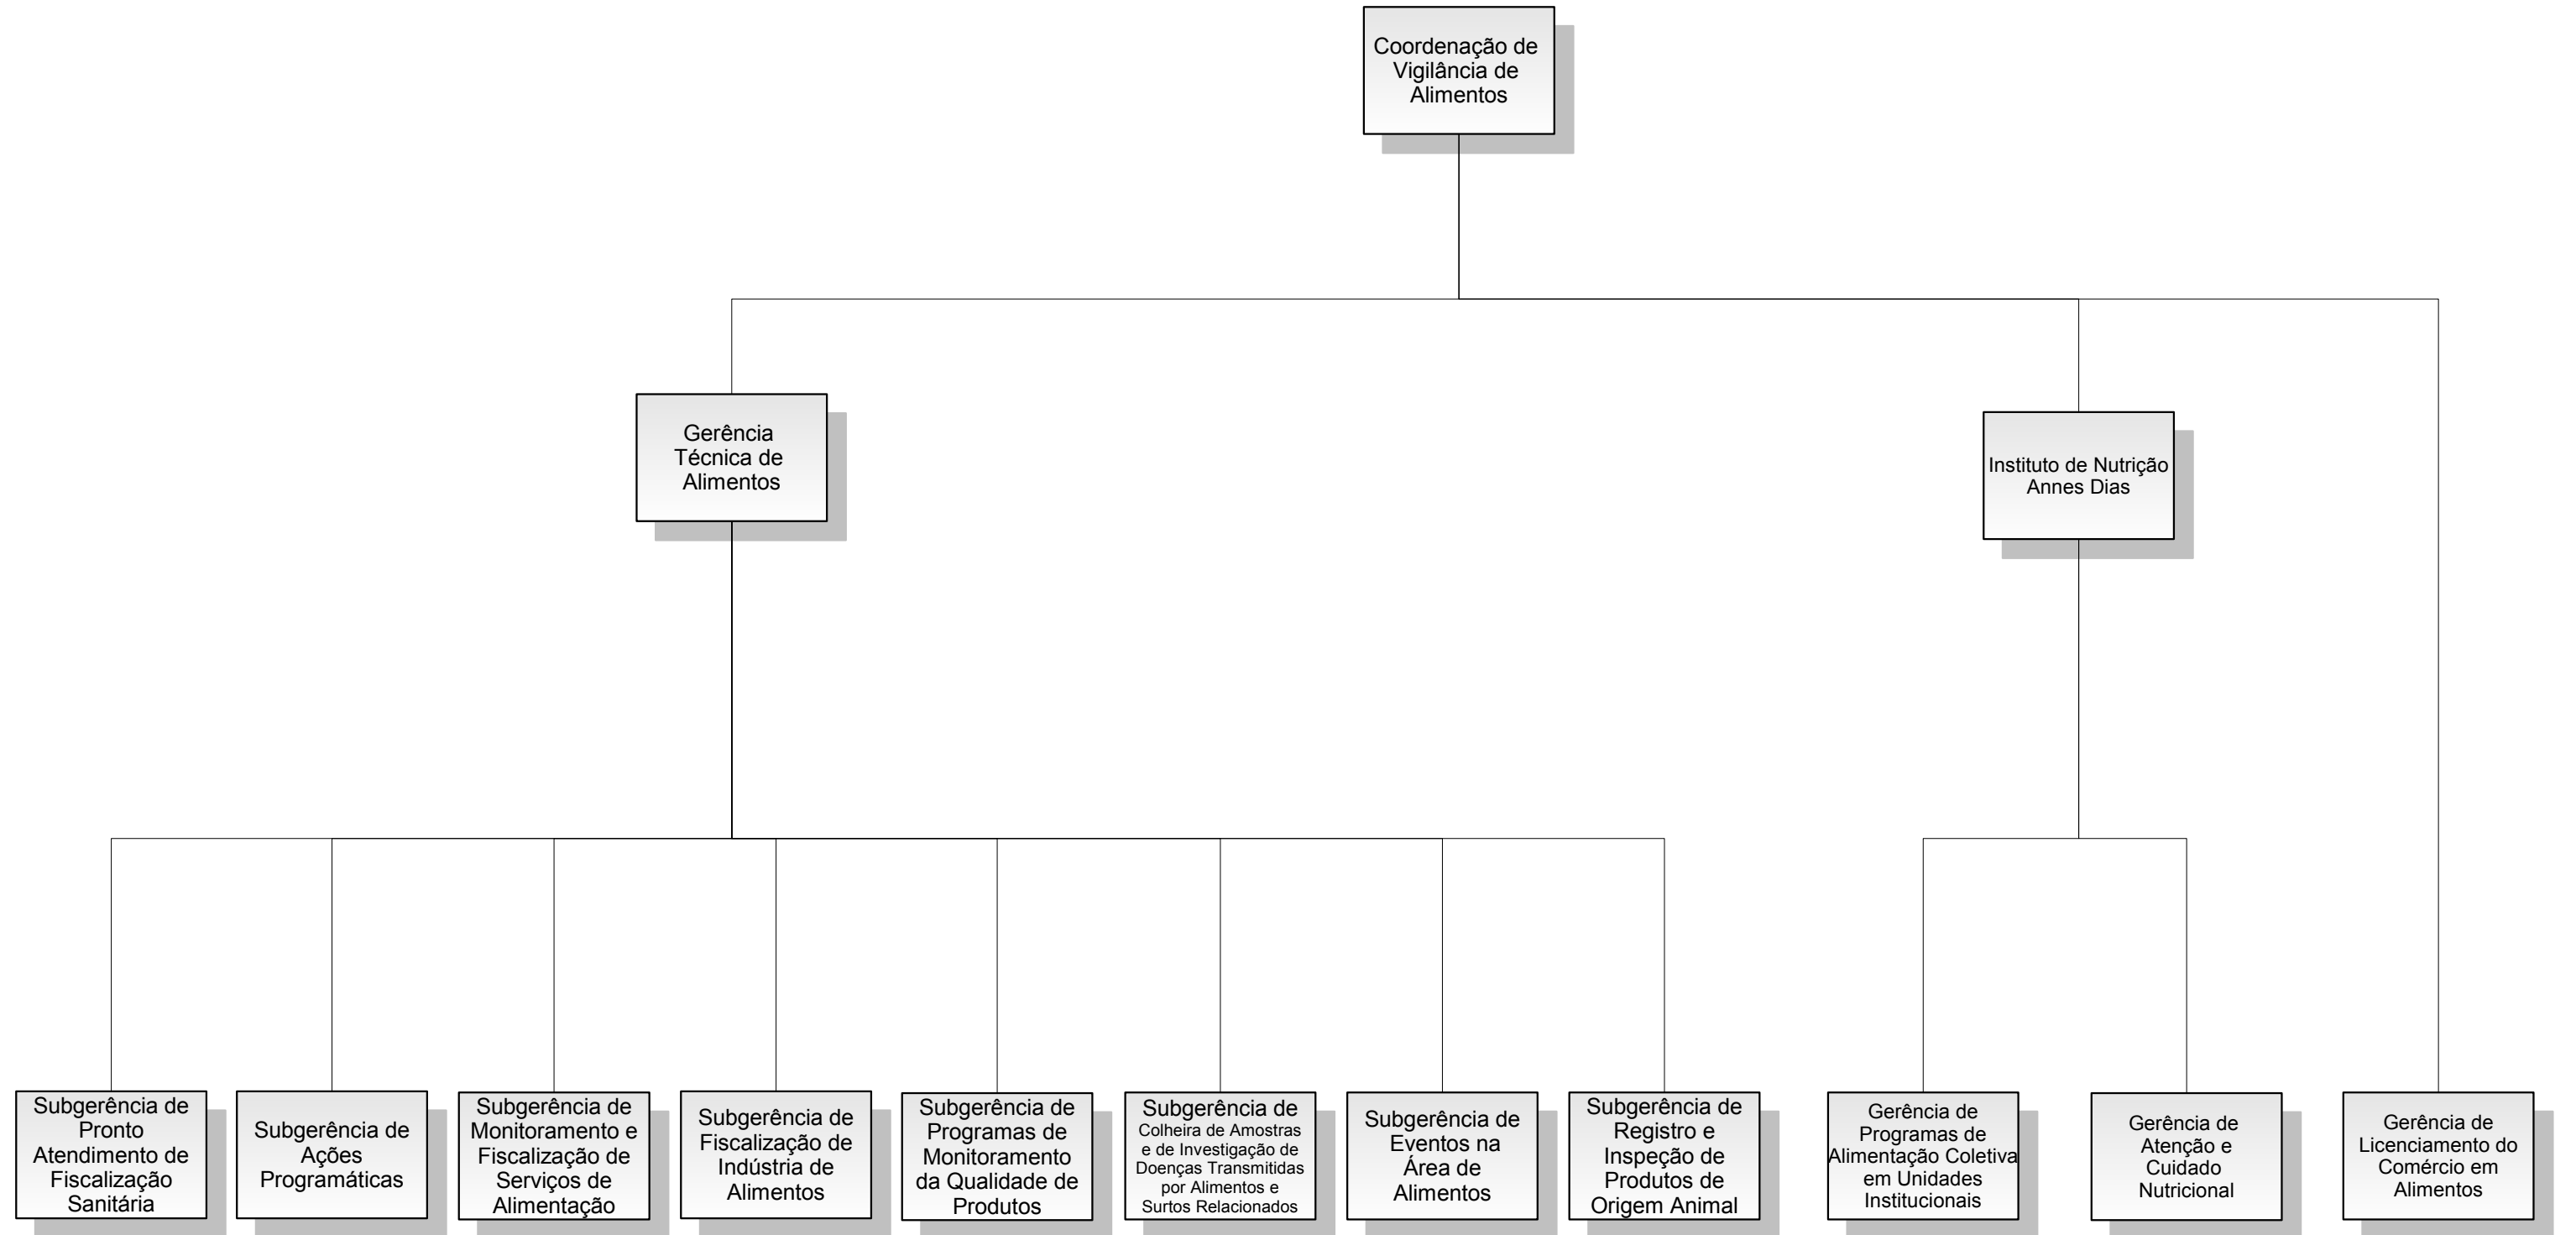 Coordenação de
Vigilância de
Alimentos
Gerência
Técnica de
Alimentos
Instituto de Nutrição
Annes Dias
Subgerência de
Pronto
Atendimento de
Fiscalização
Sanitária
Subgerência de
Ações
Programáticas
Subgerência de
Monitoramento e
Fiscalização de
Serviços de
Alimentação
Subgerência de
Fiscalização de
Indústria de
Alimentos
Subgerência de
Programas de
Monitoramento
da Qualidade de
Produtos
Subgerência de
Colheira de Amostras
e de Investigação de
Doenças Transmitidas
por Alimentos e
Surtos Relacionados
Subgerência de
Eventos na
Área de
Alimentos
Subgerência de
Registro e
Inspeção de
Produtos de
Origem Animal
Gerência de
Programas de
Alimentação Coletiva
em Unidades
Institucionais
Gerência de
Atenção e
Cuidado
Nutricional
Gerência de
Licenciamento do
Comércio em
Alimentos